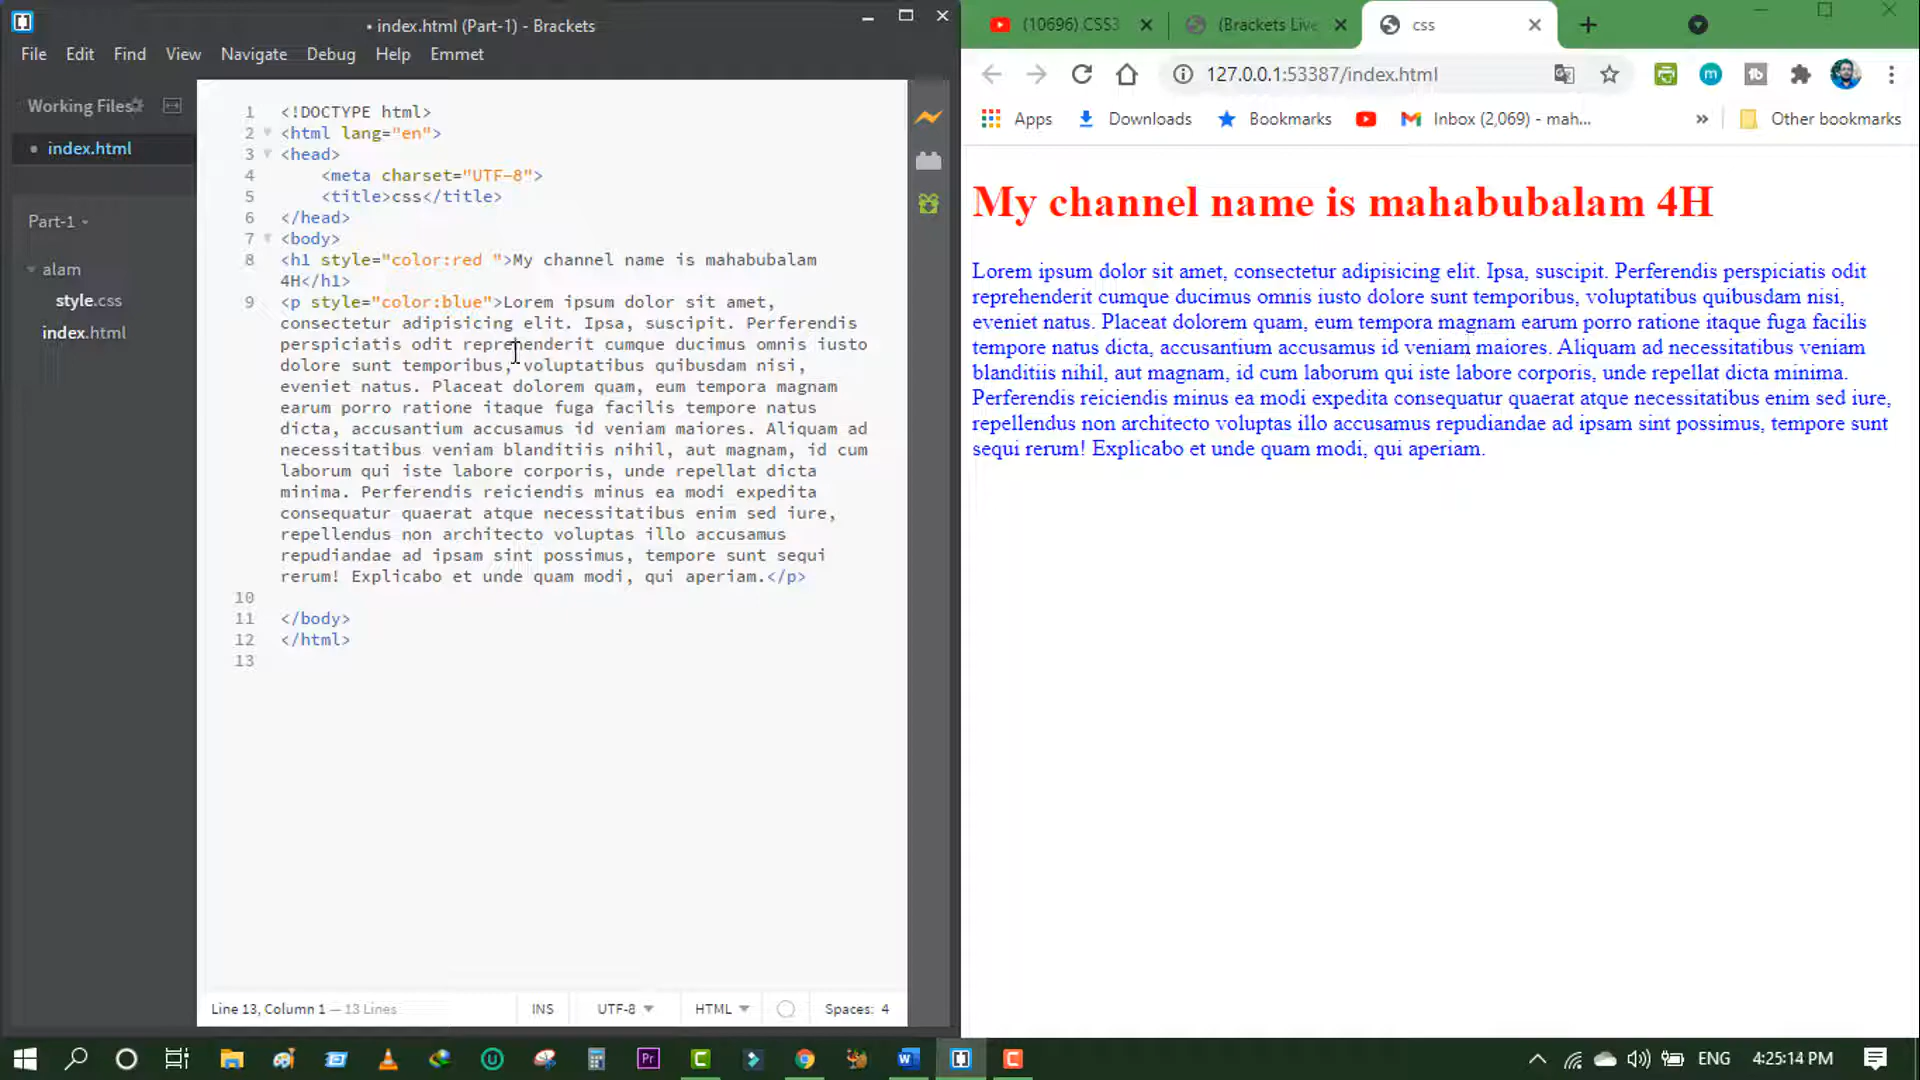 • index.html (Part-1) - Brackets
File Edit Find View Navigate Debug Help Emmet
Working Files
• index.html
Part-1
alam
style.css
index.html
1 <!DOCTYPE html>
2 <html lang="en">
3 <head>
4 <meta charset="UTF-8">
5 <title>css</title>
6 </head>
7 <body>
8 <h1 style="color:red ">My channel name is mahabubalam
4H</h1>
9 <p style="color:blue">Lorem ipsum dolor sit amet,
consectetur adipisicing elit. Ipsa, suscipit. Perferendis
perspiciatis odit reprehenderit cumque ducimus omnis iusto
dolore sunt temporibus, voluptatibus quibusdam nisi,
eveniet natus. Placeat dolorem quam, eum tempora magnam
earum porro ratione itaque fuga facilis tempore natus
dicta, accusantium accusamus id veniam maiores. Aliquam ad
necessitatibus veniam blanditiis nihil, aut magnam, id cum
laborum qui iste labore corporis, unde repellat dicta
minima. Perferendis reiciendis minus ea modi expedita
consequatur quaerat atque necessitatibus enim sed iure,
repellendus non architecto voluptas illo accusamus
repudiandae ad ipsam sint possimus, tempore sunt sequi
rerum! Explicabo et unde quam modi, qui aperiam.</p>
10
11 </body>
12 </html>
13
Line 13, Column 1 — 13 Lines INS UTF-8 HTML Spaces: 4
(10696) CSS3 (Brackets Live css
127.0.0.1:53387/index.html
Apps Downloads Bookmarks Inbox (2,069) - mah... » Other bookmarks
My channel name is mahabubalam 4H
Lorem ipsum dolor sit amet, consectetur adipisicing elit. Ipsa, suscipit. Perferendis perspiciatis odit
reprehenderit cumque ducimus omnis iusto dolore sunt temporibus, voluptatibus quibusdam nisi,
eveniet natus. Placeat dolorem quam, eum tempora magnam earum porro ratione itaque fuga facilis
tempore natus dicta, accusantium accusamus id veniam maiores. Aliquam ad necessitatibus veniam
blanditiis nihil, aut magnam, id cum laborum qui iste labore corporis, unde repellat dicta minima.
Perferendis reiciendis minus ea modi expedita consequatur quaerat atque necessitatibus enim sed iure,
repellendus non architecto voluptas illo accusamus repudiandae ad ipsam sint possimus, tempore sunt
sequi rerum! Explicabo et unde quam modi, qui aperiam.
ENG 4:25:14 PM